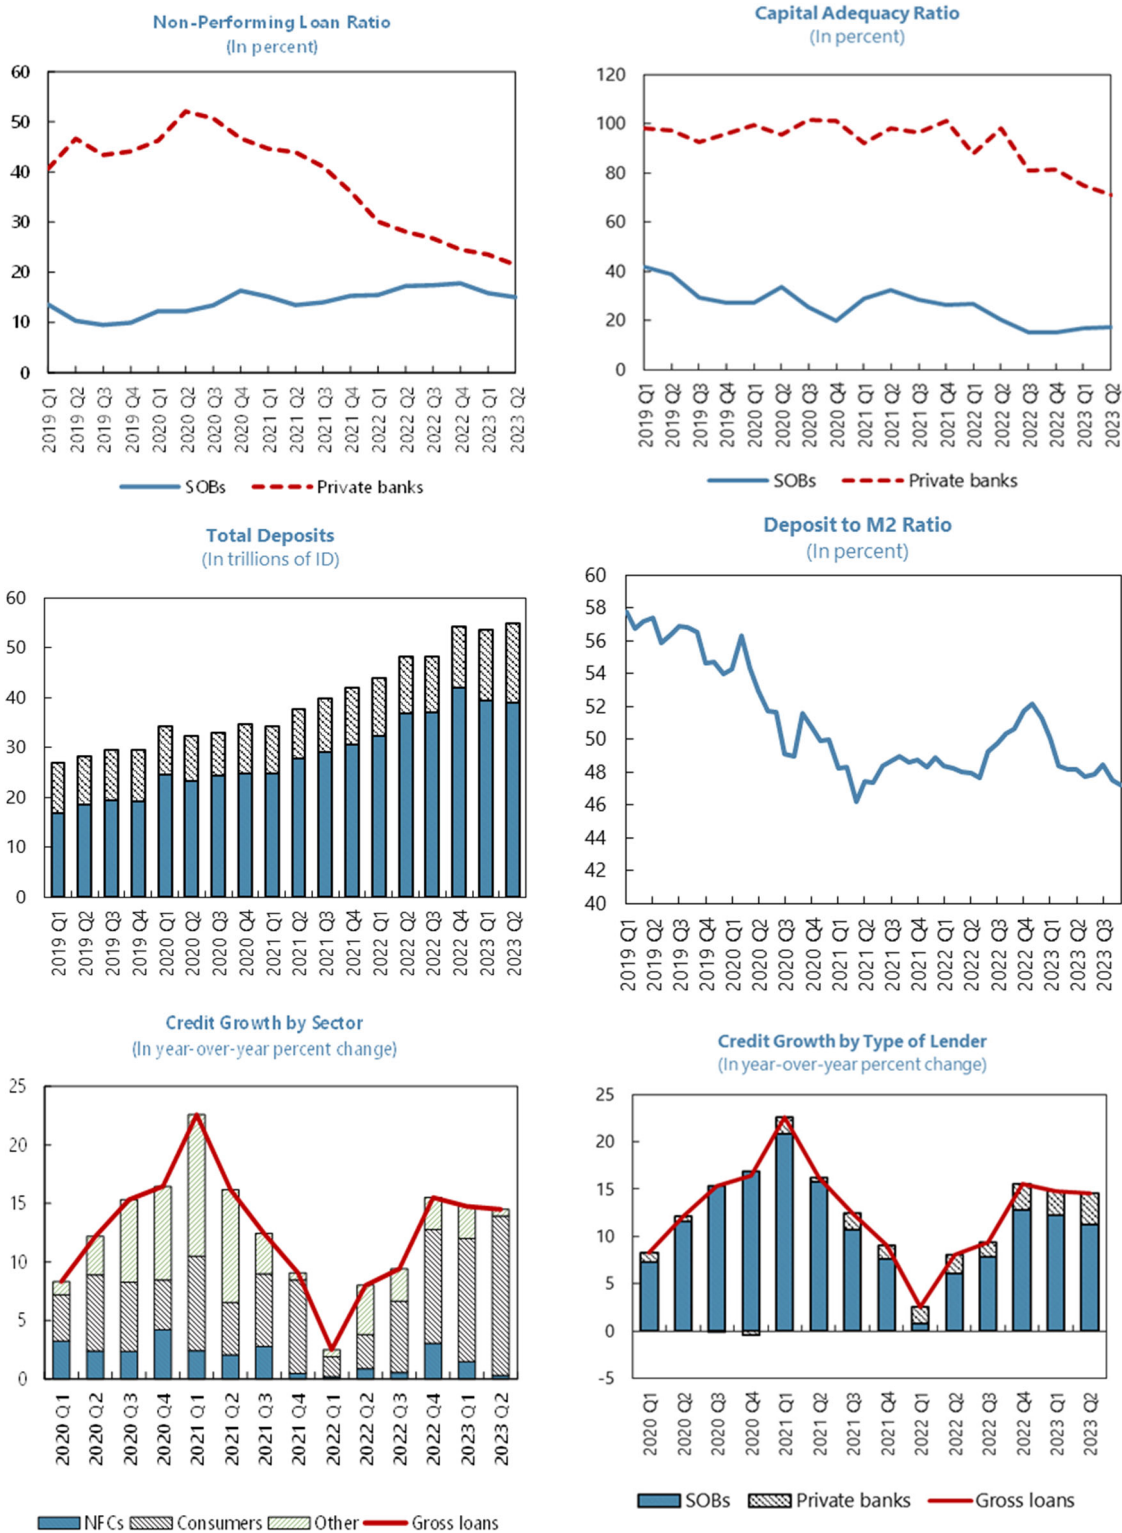 Non-Performing Loan Ratio
(In percent)
60
50
40
30
20
10
0
2019 Q1
2019 Q2
2019 Q3
2019 Q4
2020 Q1
2020 Q2
2020 Q3
2020 Q4
2021 Q1
2021 Q2
2021 Q3
2021 Q4
2022 Q1
2022 Q2
2022 Q3
2022 Q4
2023 Q1
2023 Q2
SOBs Private banks
Capital Adequacy Ratio
(In percent)
120
100
80
60
40
20
0
2019 Q1
2019 Q2
2019 Q3
2019 Q4
2020 Q1
2020 Q2
2020 Q3
2020 Q4
2021 Q1
2021 Q2
2021 Q3
2021 Q4
2022 Q1
2022 Q2
2022 Q3
2022 Q4
2023 Q1
2023 Q2
SOBs Private banks
Total Deposits
(In trillions of ID)
60
50
40
30
20
10
0
2019 Q1
2019 Q2
2019 Q3
2019 Q4
2020 Q1
2020 Q2
2020 Q3
2020 Q4
2021 Q1
2021 Q2
2021 Q3
2021 Q4
2022 Q1
2022 Q2
2022 Q3
2022 Q4
2023 Q1
2023 Q2
Deposit to M2 Ratio
(In percent)
60
58
56
54
52
50
48
46
44
42
40
2019 Q1
2019 Q2
2019 Q3
2019 Q4
2020 Q1
2020 Q2
2020 Q3
2020 Q4
2021 Q1
2021 Q2
2021 Q3
2021 Q4
2022 Q1
2022 Q2
2022 Q3
2022 Q4
2023 Q1
2023 Q2
2023 Q3
Credit Growth by Sector
(In year-over-year percent change)
25
20
15
10
5
0
2020 Q1
2020 Q2
2020 Q3
2020 Q4
2021 Q1
2021 Q2
2021 Q3
2021 Q4
2022 Q1
2022 Q2
2022 Q3
2022 Q4
2023 Q1
2023 Q2
NFCs Consumers Other Gross loans
Credit Growth by Type of Lender
(In year-over-year percent change)
25
20
15
10
5
0
-5
2020 Q1
2020 Q2
2020 Q3
2020 Q4
2021 Q1
2021 Q2
2021 Q3
2021 Q4
2022 Q1
2022 Q2
2022 Q3
2022 Q4
2023 Q1
2023 Q2
SOBs Private banks Gross loans